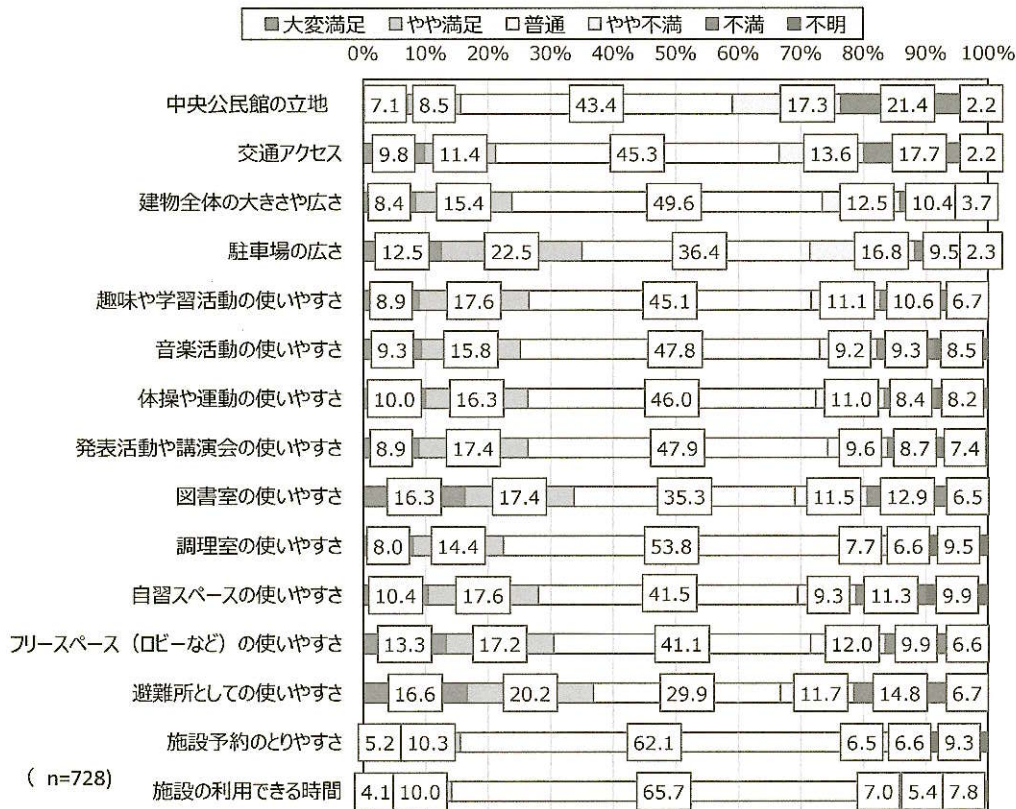 大変満足 やや満足 普通 やや不満 不満 不明
0% 10% 20% 30% 40% 50% 60% 70% 80% 90% 100%
中央公民館の立地 7.1 8.5 43.4 17.3 21.4 2.2
交通アクセス 9.8 11.4 45.3 13.6 17.7 2.2
建物全体の大きさや広さ 8.4 15.4 49.6 12.5 10.4 3.7
駐車場の広さ 12.5 22.5 36.4 16.8 9.5 2.3
趣味や学習活動の使いやすさ 8.9 17.6 45.1 11.1 10.6 6.7
音楽活動の使いやすさ 9.3 15.8 47.8 9.2 9.3 8.5
体操や運動の使いやすさ 10.0 16.3 46.0 11.0 8.4 8.2
発表活動や講演会の使いやすさ 8.9 17.4 47.9 9.6 8.7 7.4
図書室の使いやすさ 16.3 17.4 35.3 11.5 12.9 6.5
調理室の使いやすさ 8.0 14.4 53.8 7.7 6.6 9.5
自習スペースの使いやすさ 10.4 17.6 41.5 9.3 11.3 9.9
フリースペース（ロビーなど）の使いやすさ 13.3 17.2 41.1 12.0 9.9 6.6
避難所としての使いやすさ 16.6 20.2 29.9 11.7 14.8 6.7
施設予約のとりやすさ 5.2 10.3 62.1 6.5 6.6 9.3
( n=728)
施設の利用できる時間 4.1 10.0 65.7 7.0 5.4 7.8